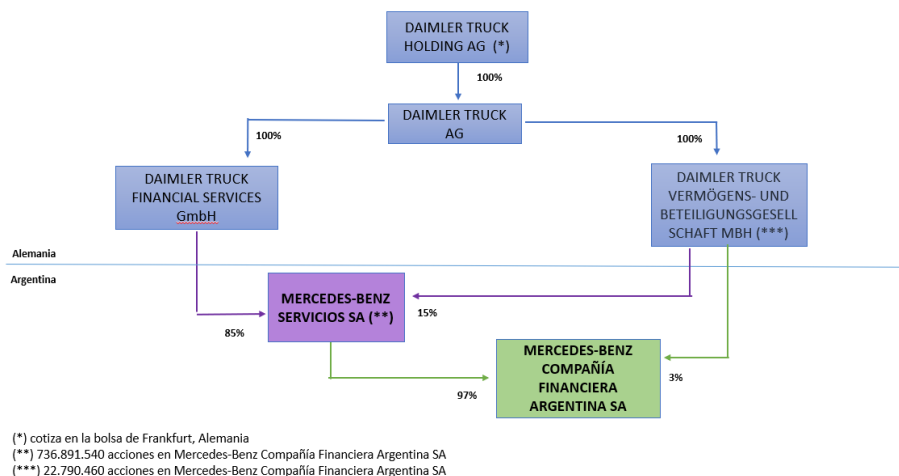 DAIMLER TRUCK
HOLDING AG (*)
100%
DAIMLER TRUCK
AG
100%
100%
DAIMLER TRUCK
FINANCIAL SERVICES
GmbH
DAIMLER TRUCK
VERMÖGENS- UND
BETEILIGUNGSGESELL
SCHAFT MBH (***)
Alemania
Argentina
MERCEDES-BENZ
SERVICIOS SA (**)
15%
85%
MERCEDES-BENZ
COMPAÑÍA
FINANCIERA
ARGENTINA SA
3%
97%
(*) cotiza en la bolsa de Frankfurt, Alemania
(**) 736.891.540 acciones en Mercedes-Benz Compañía Financiera Argentina SA
(***) 22.790.460 acciones en Mercedes-Benz Compañía Financiera Argentina SA